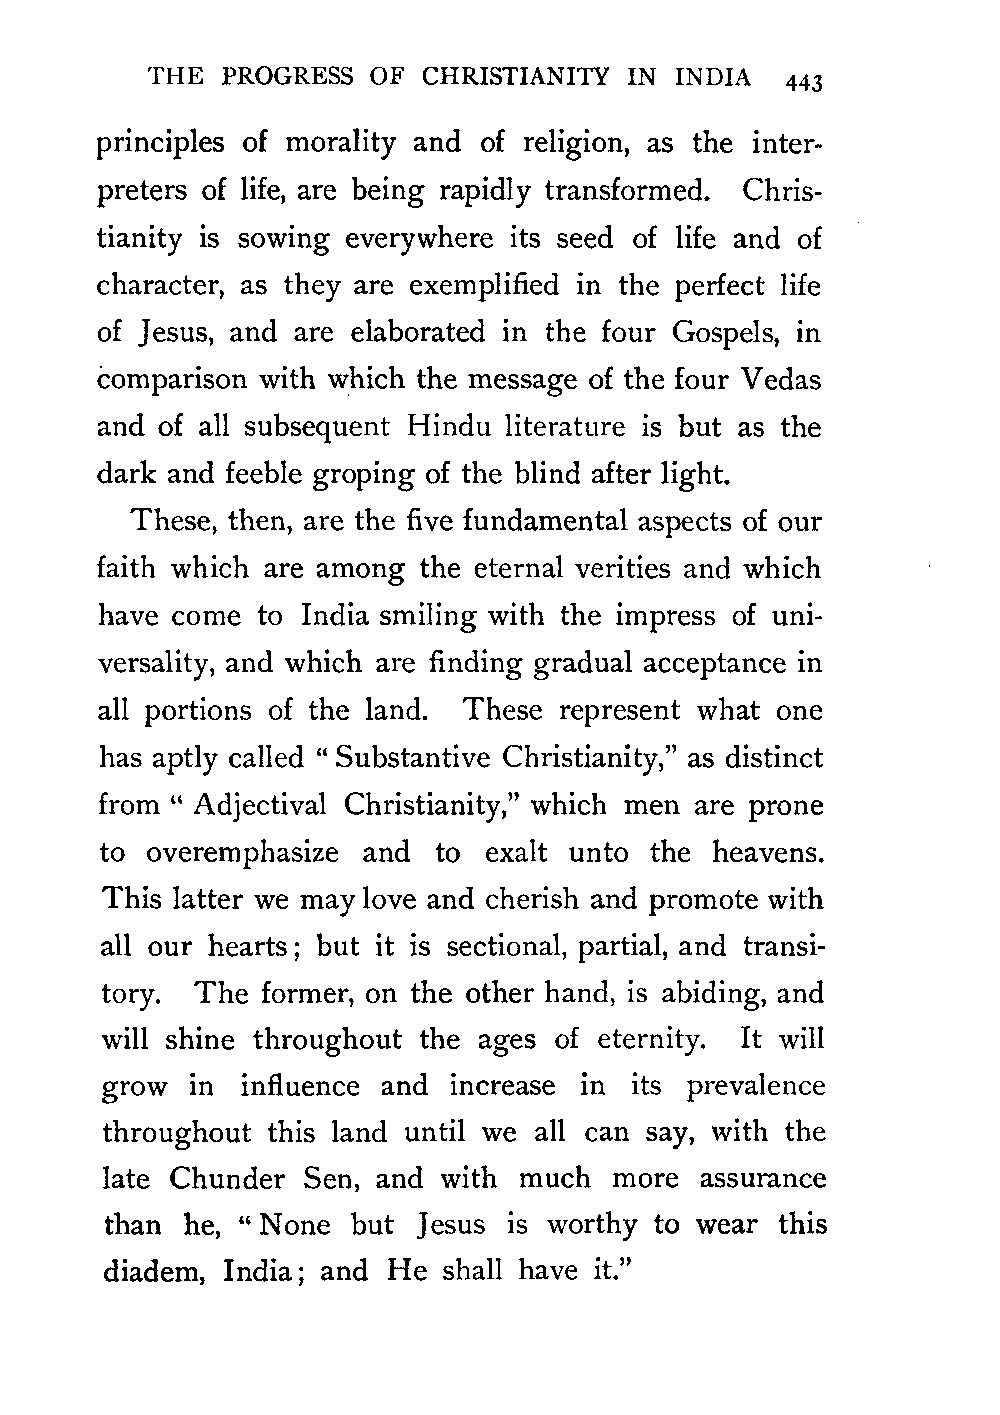 THE PROGRESS OF CHRISTIANITY IN INDIA 443
principles of morality and of religion, as the inter-
preters of life, are being rapidly transformed. Chris-
tianity is sowing everywhere its seed of life and of
character, as they are exemplified in the perfect life
of Jesus, and are elaborated in the four Gospels, in
comparison with which the message of the four Vedas
and of all subsequent Hindu literature is but as the
dark and feeble groping of the blind after light.
These, then, are the five fundamental aspects of our
faith which are among the eternal verities and which
have come to India smiling with the impress of uni-
versality, and which are finding gradual acceptance in
all portions of the land. These represent what one
has aptly called “ Substantive Christianity,” as distinct
from “ Adjectival Christianity,” which men are prone
to overemphasize and to exalt unto the heavens.
This latter we may love and cherish and promote with
all our hearts; but it is sectional, partial, and transi-
tory. The former, on the other hand, is abiding, and
will shine throughout the ages of eternity. It will
grow in influence and increase in its prevalence
throughout this land until we all can say, with the
late Chunder Sen, and with much more assurance
than he, “ None but Jesus is worthy to wear this
diadem, India; and He shall have it.”